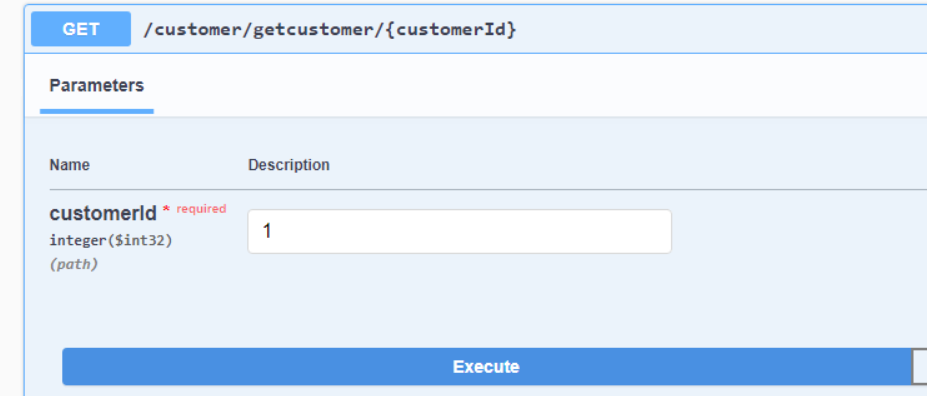 GET /customer/getcustomer/{customerId}
Parameters
Name Description
customerId * required
1
integer($int32)
(path)
Execute